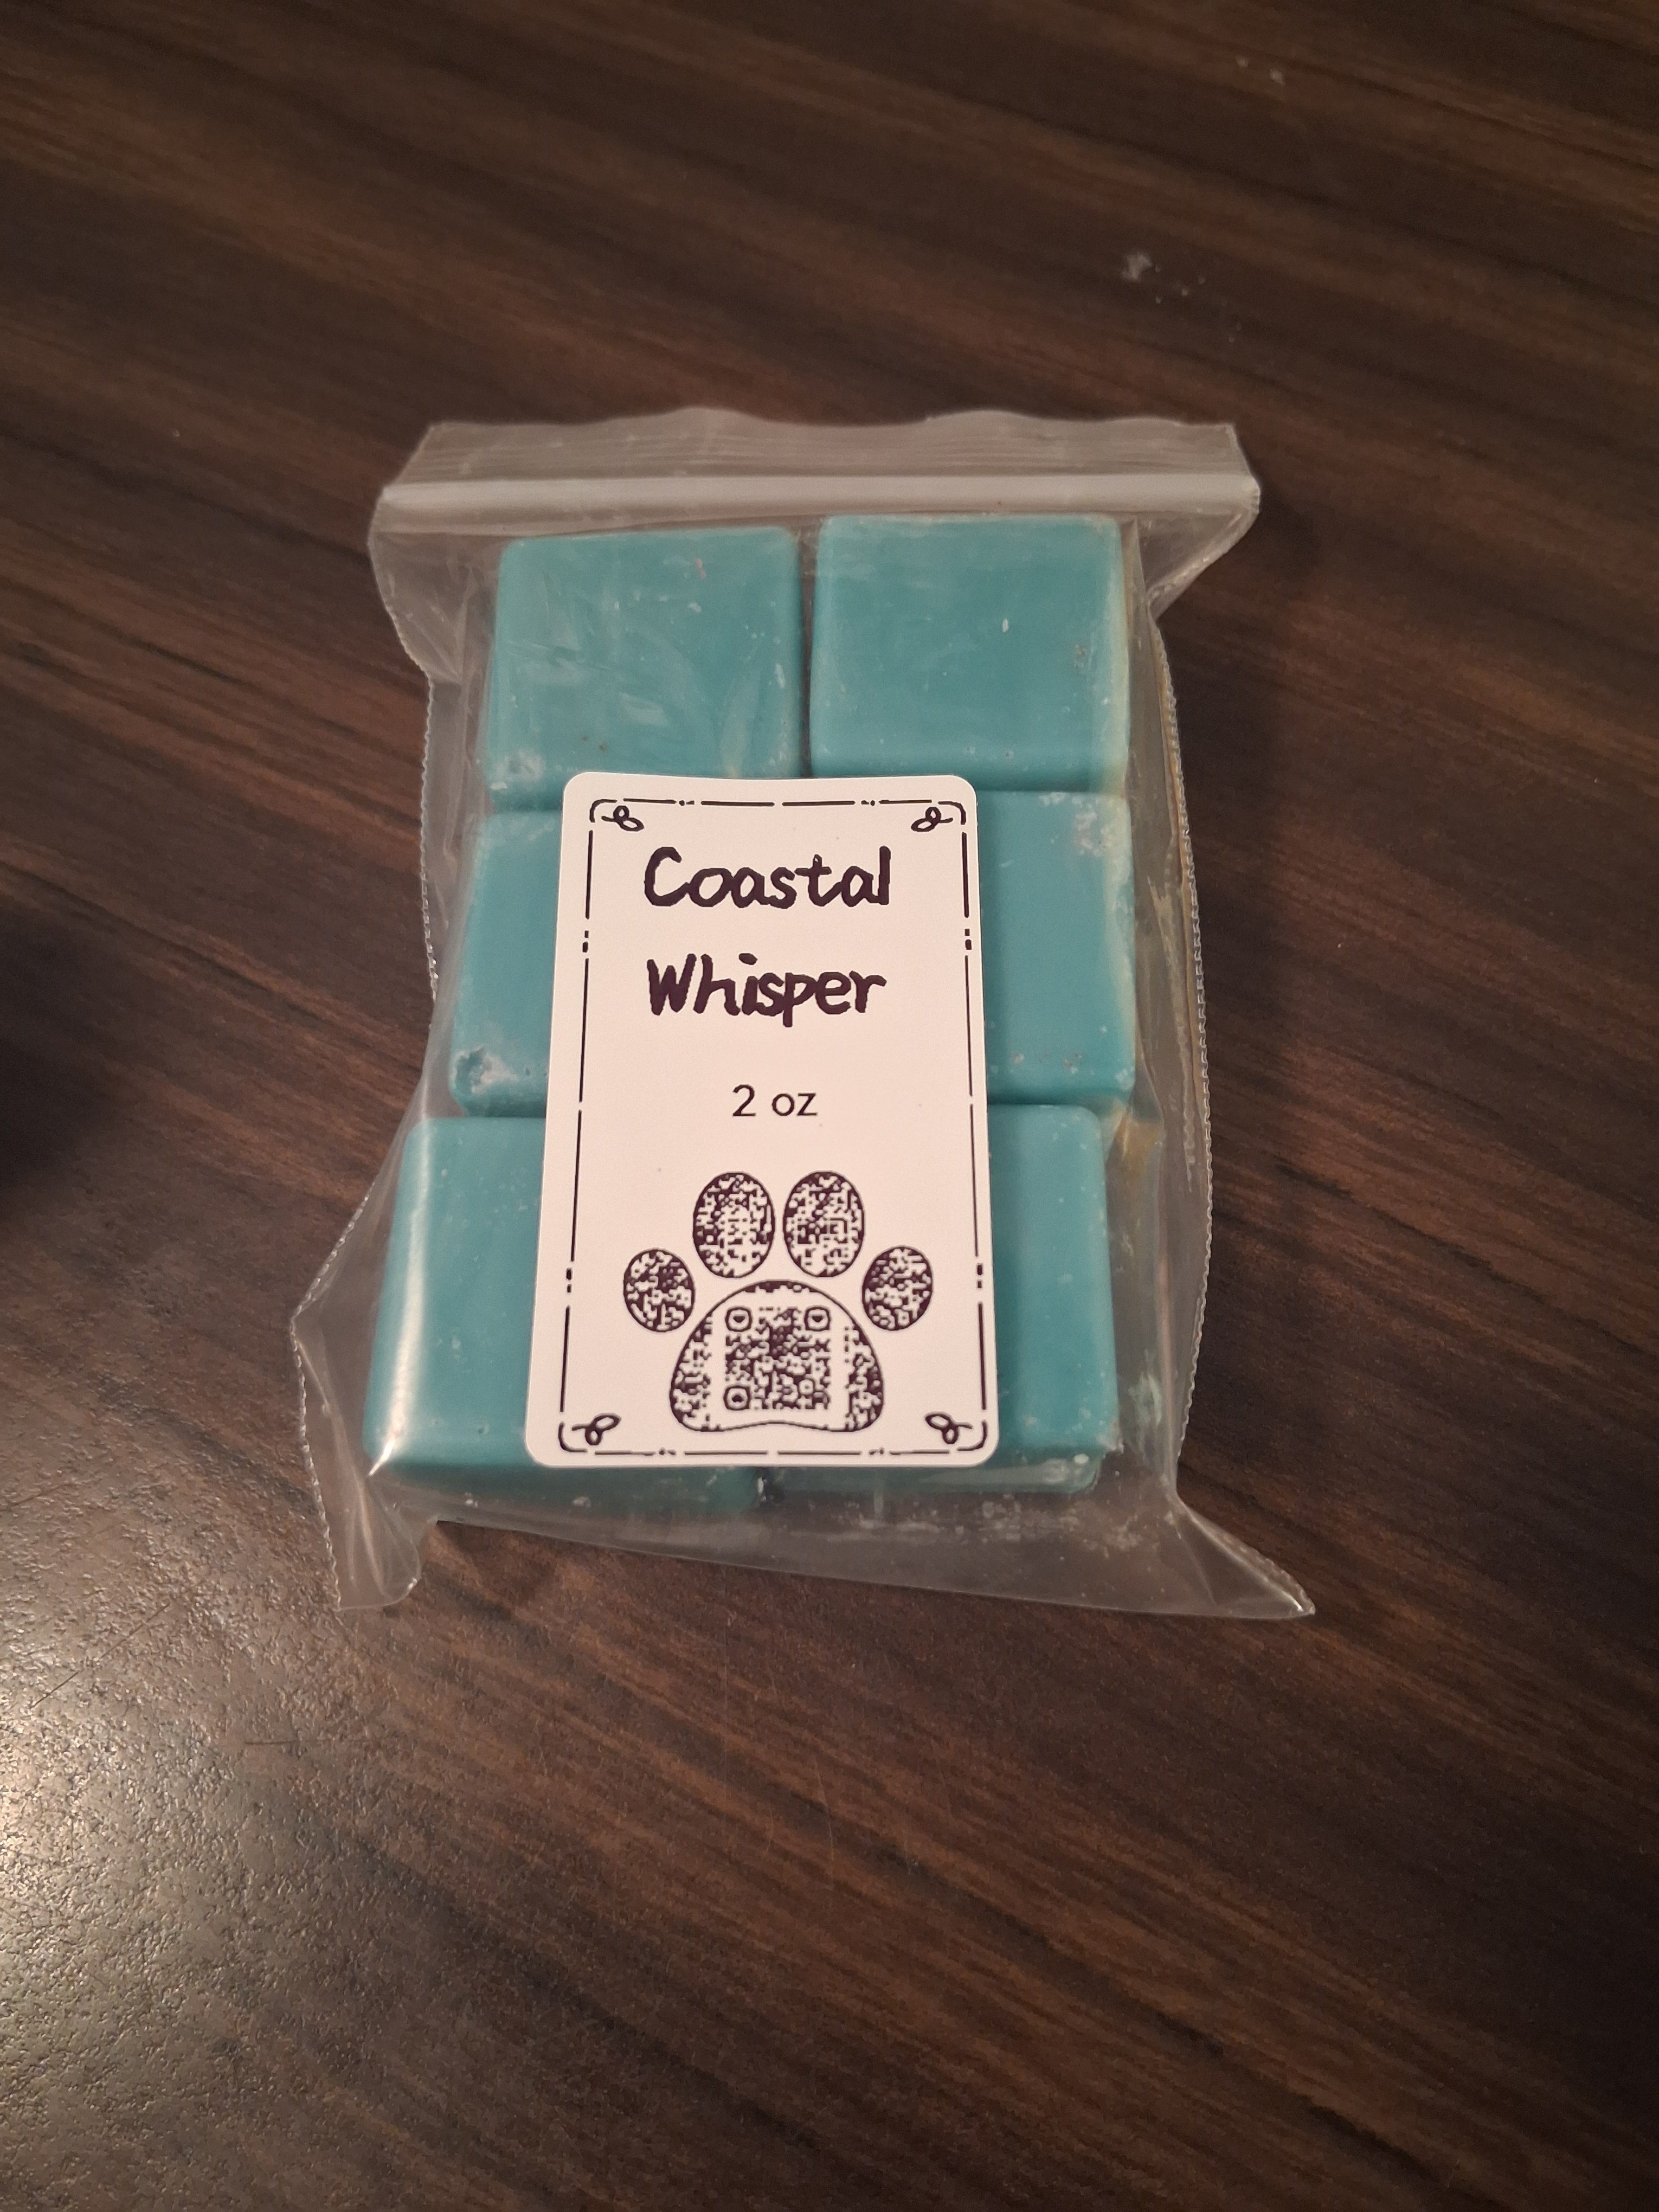 Coastal
Whisper
2 oz